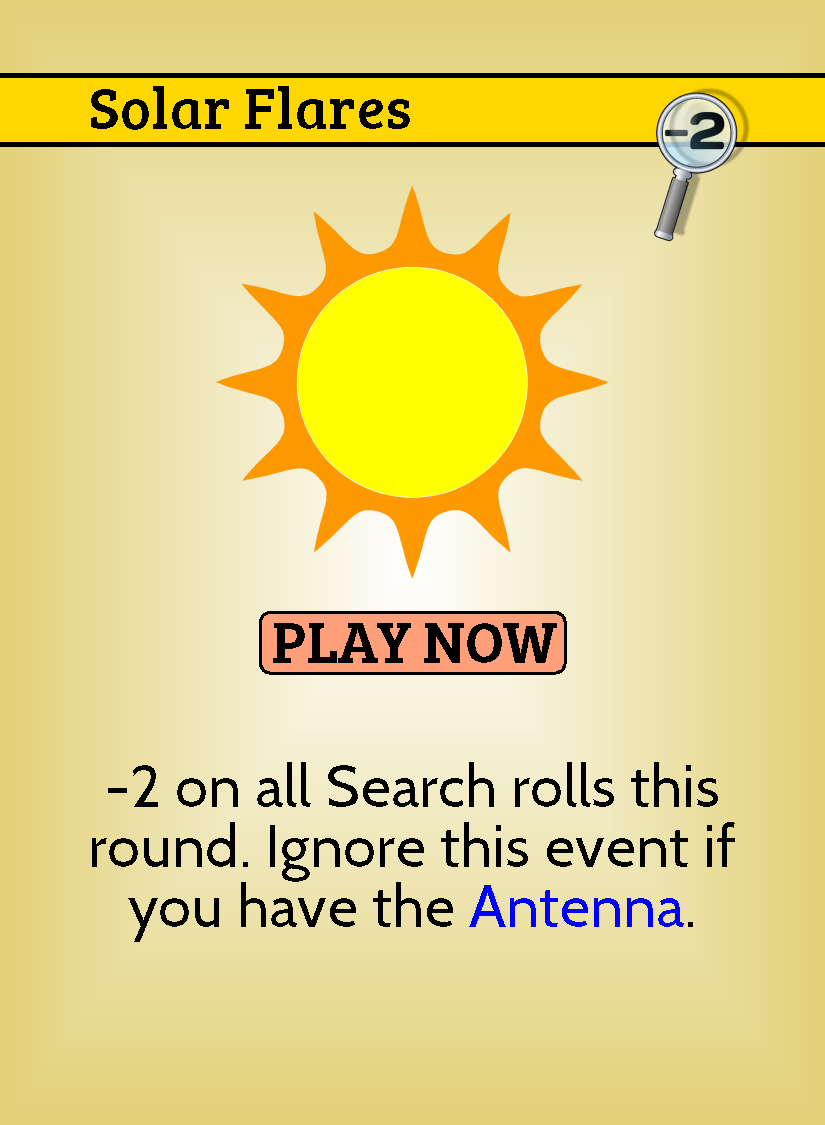 Solar Flares
-2
PLAY NOW
-2 on all Search rolls this
round. Ignore this event if
you have the Antenna.